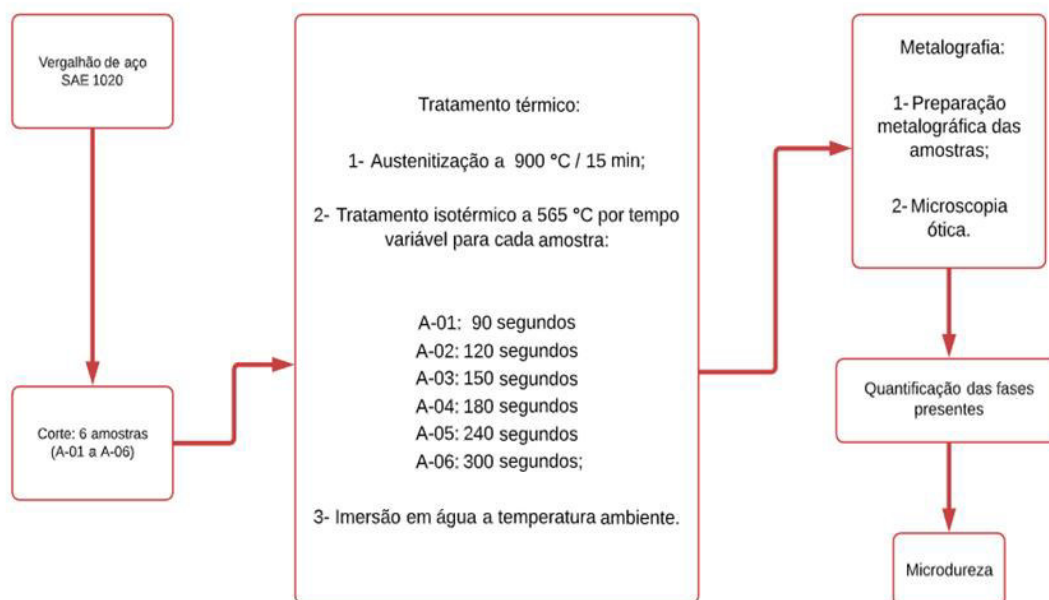 Vergalhão de aço
SAE 1020
Corte: 6 amostras
(A-01 a A-06)
Tratamento térmico:
1- Austenitização a 900 °C / 15 min;
2- Tratamento isotérmico a 565 °C por tempo
variável para cada amostra:
A-01: 90 segundos
A-02: 120 segundos
A-03: 150 segundos
A-04: 180 segundos
A-05: 240 segundos
A-06: 300 segundos;
3- Imersão em água a temperatura ambiente.
Metalografia:
1- Preparação
metalográfica das
amostras;
2- Microscopia
ótica.
Quantificação das fases
presentes
Microdureza